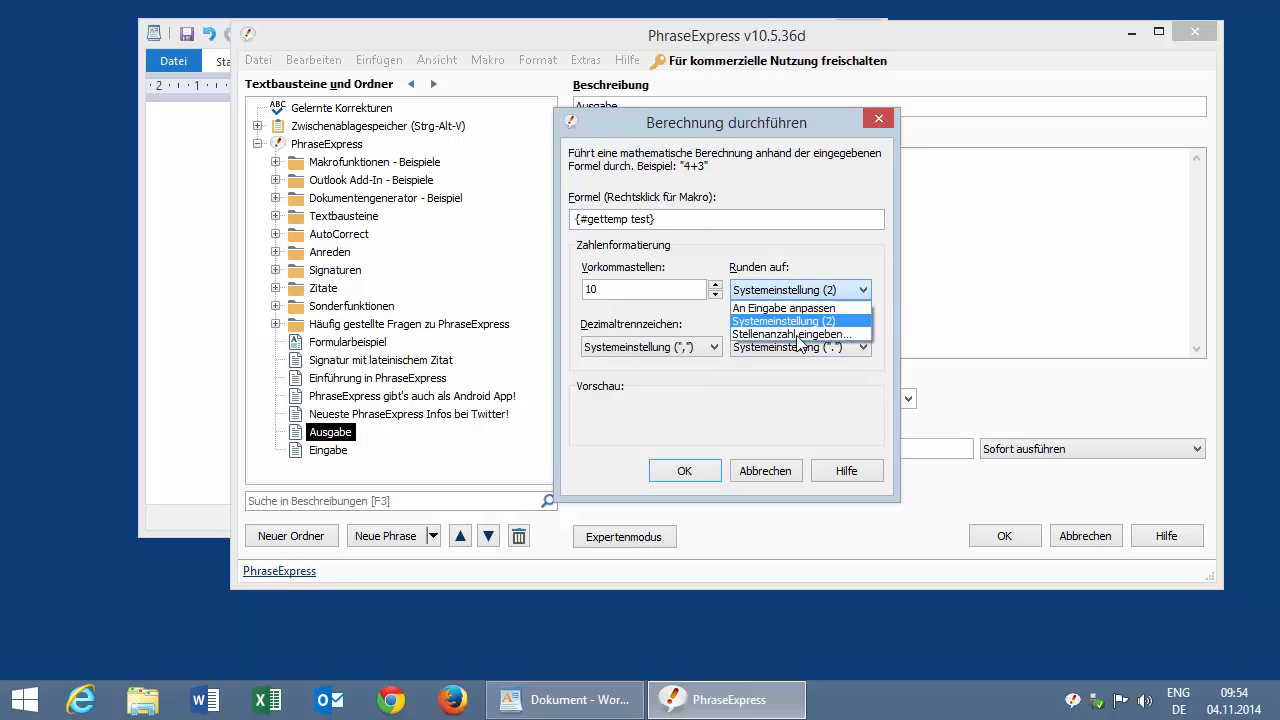 PhraseExpress v10.5.36d
Datei
Sta
2 · 1
Datei Bearbeiten Einfügen Ansicht Makro Format Extras Hilfe Für kommerzielle Nutzung freischalten
Textbausteine und Ordner
Beschreibung
Ausgabe
ABC Gelernte Korrekturen
Zwischenablagespeicher (Strg-Alt-V)
PhraseExpress
Makrofunktionen - Beispiele
Outlook Add-In - Beispiele
Dokumentengenerator - Beispiel
Textbausteine
AutoCorrect
Anreden
Signaturen
Zitate
Sonderfunktionen
Häufig gestellte Fragen zu PhraseExpress
Formularbeispiel
Signatur mit lateinischem Zitat
Einführung in PhraseExpress
PhraseExpress gibt's auch als Android App!
Neueste PhraseExpress Infos bei Twitter!
Ausgabe
Eingabe
Suche in Beschreibungen [F3]
Neuer Ordner
Neue Phrase
Expertenmodus
OK
Abbrechen
Hilfe
PhraseExpress
Sofort ausführen
Berechnung durchführen
Führt eine mathematische Berechnung anhand der eingegebenen
Formel durch. Beispiel: "4+3"
Formel (Rechtsklick für Makro):
{#gettemp test}
Zahlenformatierung
Vorkommastellen:
Runden auf:
10
Systemeinstellung (2)
An Eingabe anpassen
Systemeinstellung (2)
Stellenanzahl eingeben...
Dezimaltrennzeichen:
Systemeinstellung (",")
Systemeinstellung (".")
Vorschau:
OK
Abbrechen
Hilfe
Dokument - Wor...
PhraseExpress
ENG
DE
09:54
04.11.2014